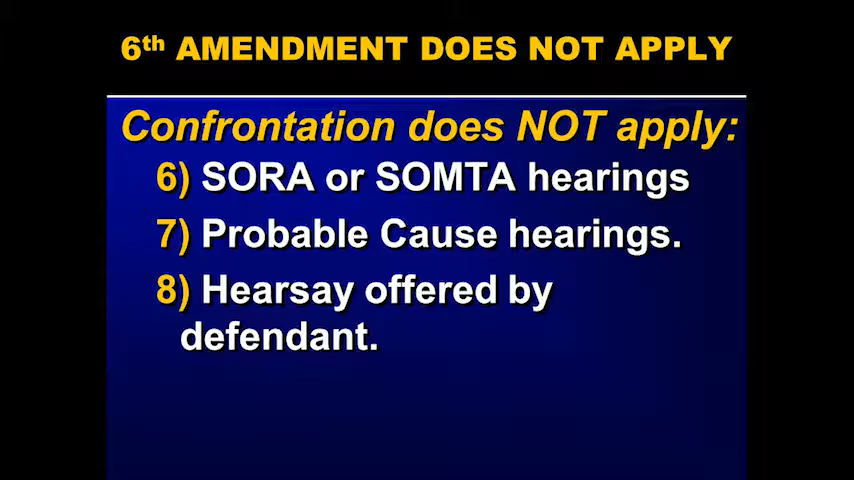 6th AMENDMENT DOES NOT APPLY
Confrontation does NOT apply:
6) SORA or SOMTA hearings
7) Probable Cause hearings.
8) Hearsay offered by
defendant.